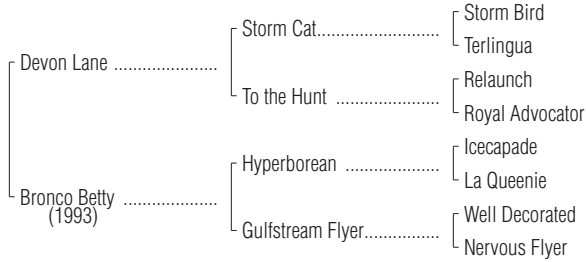 Storm Bird
Storm Cat
Terlingua
Devon Lane
Relaunch
To the Hunt
Royal Advocator
Icecapade
Hyperborean
La Queenie
Bronco Betty
(1993)
Well Decorated
Gulfstream Flyer
Nervous Flyer